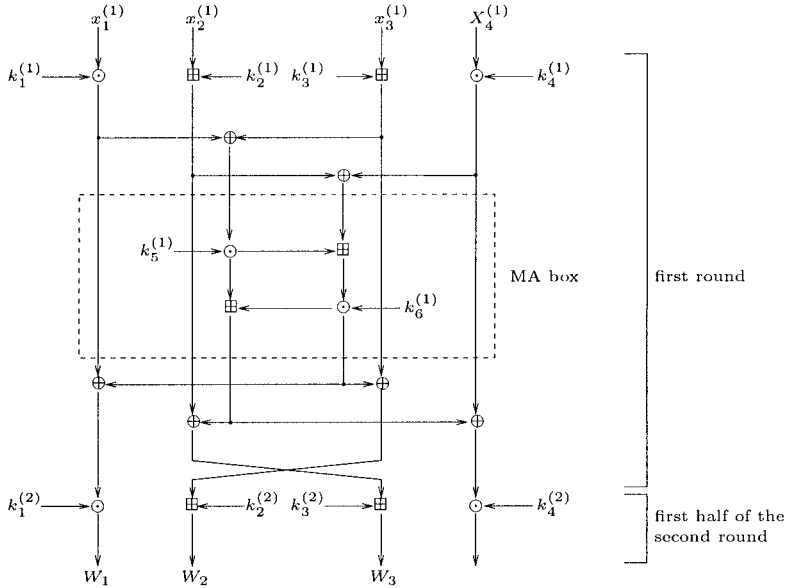 x₁⁽¹⁾ x₂⁽¹⁾ x₃⁽¹⁾ X₄⁽¹⁾
k₁⁽¹⁾ k₂⁽¹⁾ k₃⁽¹⁾ k₄⁽¹⁾
k₅⁽¹⁾
MA box
first round
k₆⁽¹⁾
k₁⁽²⁾ k₂⁽²⁾ k₃⁽²⁾ k₄⁽²⁾
first half of the
second round
W₁ W₂ W₃